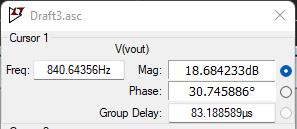 Draft3.asc
Cursor 1
V(vout)
Freq: 840.64356Hz Mag: 18.684233dB
Phase: 30.745886°
Group Delay: 83.188589µs